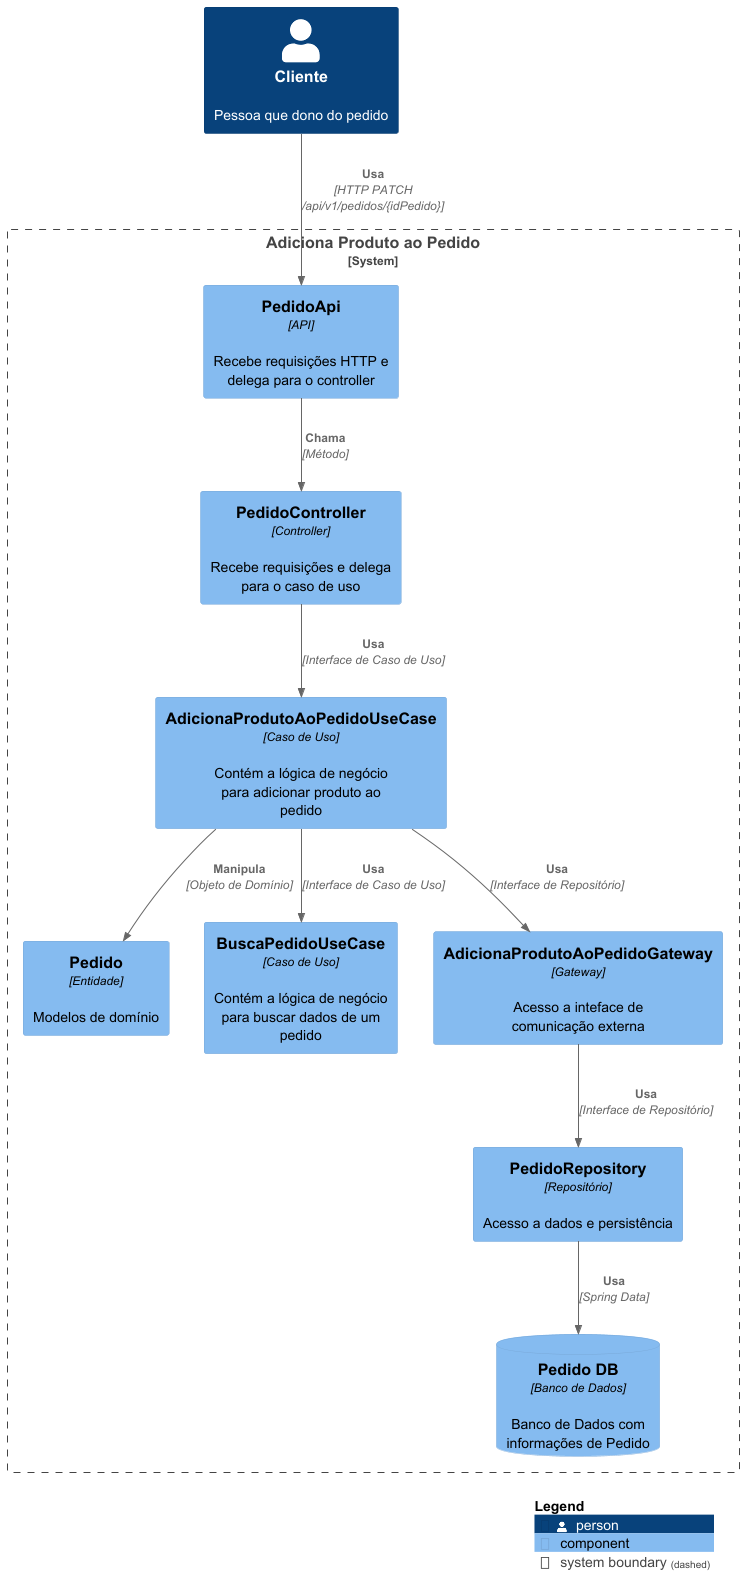 Cliente
Pessoa que dono do pedido
Usa
[HTTP PATCH
/api/v1/pedidos/{idPedido}]
Adiciona Produto ao Pedido
[System]
PedidoApi
[API]
Recebe requisições HTTP e
delega para o controller
Chama
[Método]
PedidoController
[Controller]
Recebe requisições e delega
para o caso de uso
Usa
[Interface de Caso de Uso]
AdicionaProdutoAoPedidoUseCase
[Caso de Uso]
Contém a lógica de negócio
para adicionar produto ao
pedido
Manipula
[Objeto de Domínio]
Usa
[Interface de Caso de Uso]
Usa
[Interface de Repositório]
Pedido
[Entidade]
Modelos de domínio
BuscaPedidoUseCase
[Caso de Uso]
Contém a lógica de negócio
para buscar dados de um
pedido
AdicionaProdutoAoPedidoGateway
[Gateway]
Acesso a inteface de
comunicação externa
Usa
[Interface de Repositório]
PedidoRepository
[Repositório]
Acesso a dados e persistência
Usa
[Spring Data]
Pedido DB
[Banco de Dados]
Banco de Dados com
informações de Pedido
Legend
person
component
system boundary (dashed)